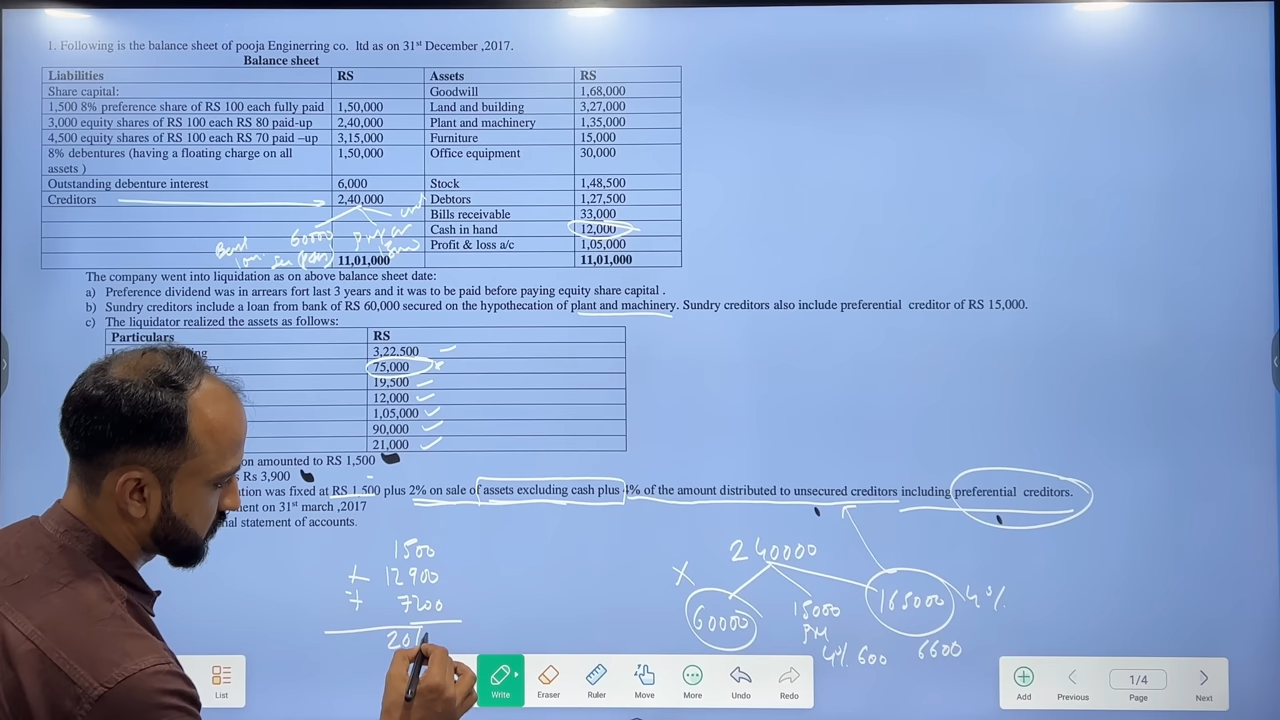 1. Following is the balance sheet of pooja Enginerring co. ltd as on 31st December ,2017.
Balance sheet
Liabilities RS Assets RS
Share capital: Goodwill 1,68,000
1,500 8% preference share of RS 100 each fully paid 1,50,000 Land and building 3,27,000
3,000 equity shares of RS 100 each RS 80 paid-up 2,40,000 Plant and machinery 1,35,000
4,500 equity shares of RS 100 each RS 70 paid –up 3,15,000 Furniture 15,000
8% debentures (having a floating charge on all 1,50,000 Office equipment 30,000
assets )
Outstanding debenture interest 6,000 Stock 1,48,500
Creditors 2,40,000 Debtors 1,27,500
Bills receivable 33,000
Cash in hand 12,000
60000
Profit & loss a/c 1,05,000
11,01,000 11,01,000
The company went into liquidation as on above balance sheet date:
a) Preference dividend was in arrears fort last 3 years and it was to be paid before paying equity share capital .
b) Sundry creditors include a loan from bank of RS 60,000 secured on the hypothecation of plant and machinery. Sundry creditors also include preferential creditor of RS 15,000.
c) The liquidator realized the assets as follows:
Particulars RS
3,22,500
75,000
19,500
12,000
1,05,000
90,000
21,000
on amounted to RS 1,500
Rs 3,900
tion was fixed at RS 1,500 plus 2% on sale of assets excluding cash plus 4% of the amount distributed to unsecured creditors including preferential creditors.
ment on 31st march ,2017
al statement of accounts.
1500
+ 12900
+ 7200
240000
X
60000
15000
165000 4%
4% 600
6600
List
Write
Eraser
Ruler
Move
More
Undo
Redo
Add
Previous
1/4
Page
Next